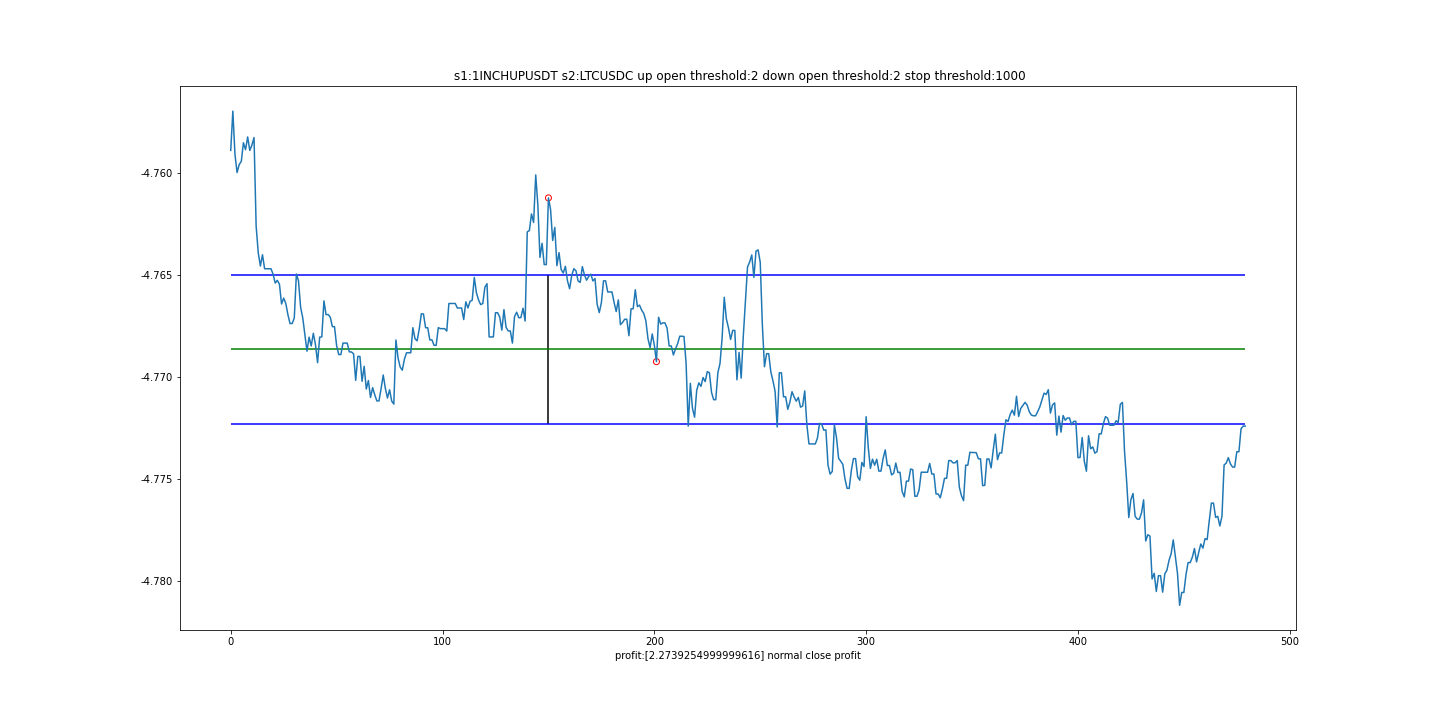 s1:1INCHUPUSDT s2:LTCUSDC up open threshold:2 down open threshold:2 stop threshold:1000
-4.760
-4.765
-4.770
-4.775
-4.780
0 100 200 300 400 500
profit:[2.2739254999999616] normal close profit